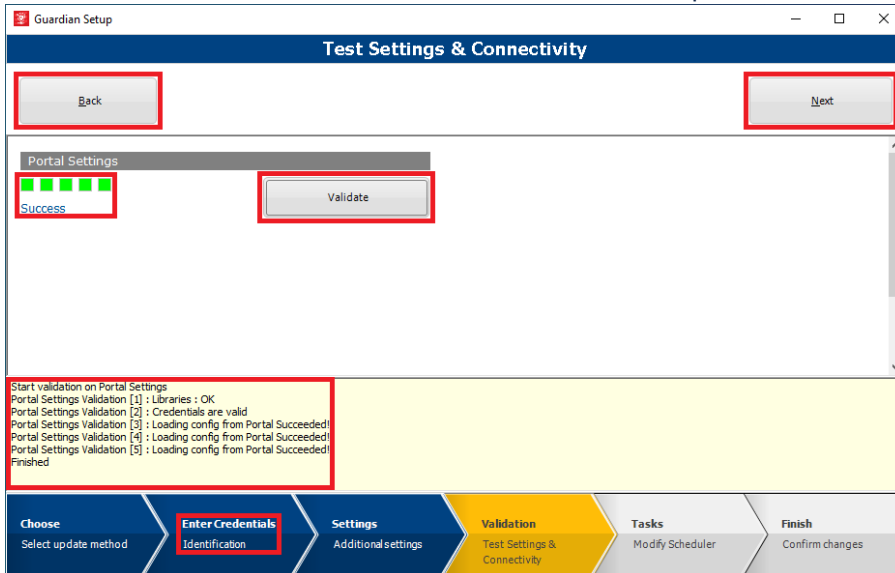 Guardian Setup
Test Settings & Connectivity
Back
Next
Portal Settings
Validate
Success
Start validation on Portal Settings
Portal Settings Validation [1] : Libraries : OK
Portal Settings Validation [2] : Credentials are valid
Portal Settings Validation [3] : Loading config from Portal Succeeded!
Portal Settings Validation [4] : Loading config from Portal Succeeded!
Portal Settings Validation [5] : Loading config from Portal Succeeded!
Finished
Choose
Select update method
Enter Credentials
Identification
Settings
Additional settings
Validation
Test Settings &
Connectivity
Tasks
Modify Scheduler
Finish
Confirm changes